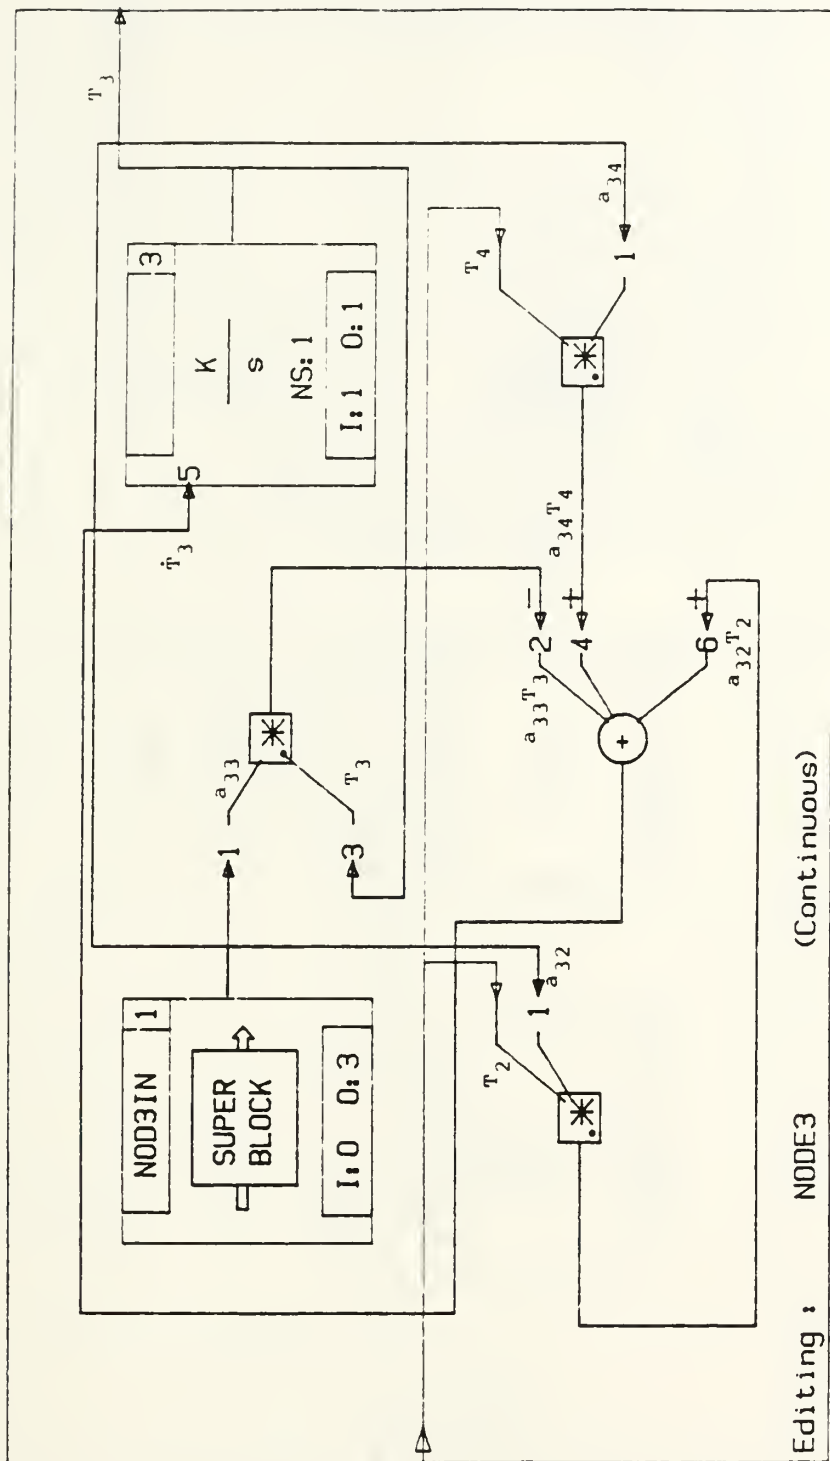 T3
NOD3IN 1
SUPER
BLOCK
I:0 O:3
1
a33
*
3
T3
Ṫ3
5
3
K
s
NS:1
I:1 O:1
T2
1
a32
*
+
a33T3
2 -
4 +
a34T4
6 +
a32T2
*
T4
1
a34
Editing : NODE3 (Continuous)